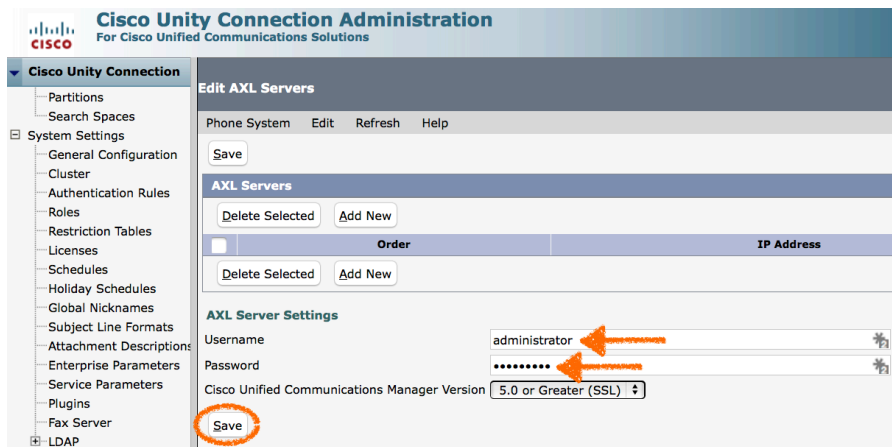 Cisco Unity Connection Administration
For Cisco Unified Communications Solutions
CISCO
Cisco Unity Connection
Partitions
Search Spaces
System Settings
General Configuration
Cluster
Authentication Rules
Roles
Restriction Tables
Licenses
Schedules
Holiday Schedules
Global Nicknames
Subject Line Formats
Attachment Descriptions
Enterprise Parameters
Service Parameters
Plugins
Fax Server
LDAP
Edit AXL Servers
Phone System Edit Refresh Help
Save
AXL Servers
Delete Selected Add New
Order IP Address
Delete Selected Add New
AXL Server Settings
Username administrator
Password •••••••••
Cisco Unified Communications Manager Version 5.0 or Greater (SSL)
Save